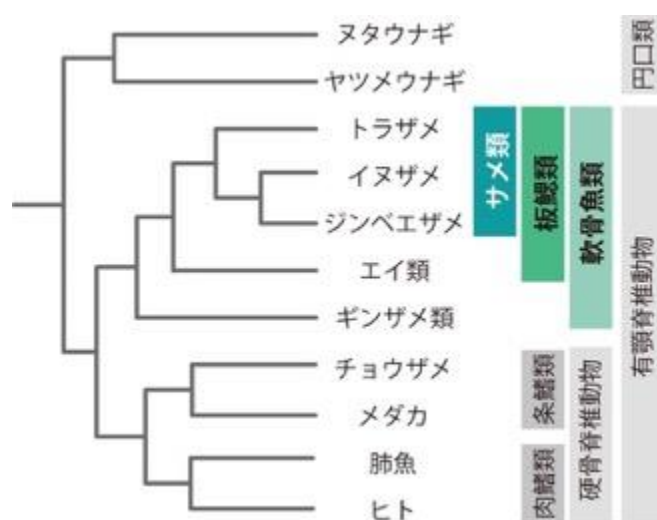 ヌタウナギ
ヤツメウナギ
トラザメ
イヌザメ
ジンベエザメ
エイ類
ギンザメ類
チョウザメ
メダカ
肺魚
ヒト
サメ類
板鰓類
軟骨魚類
円口類
有顎脊椎動物
条鰭類
肉鰭類
硬骨脊椎動物